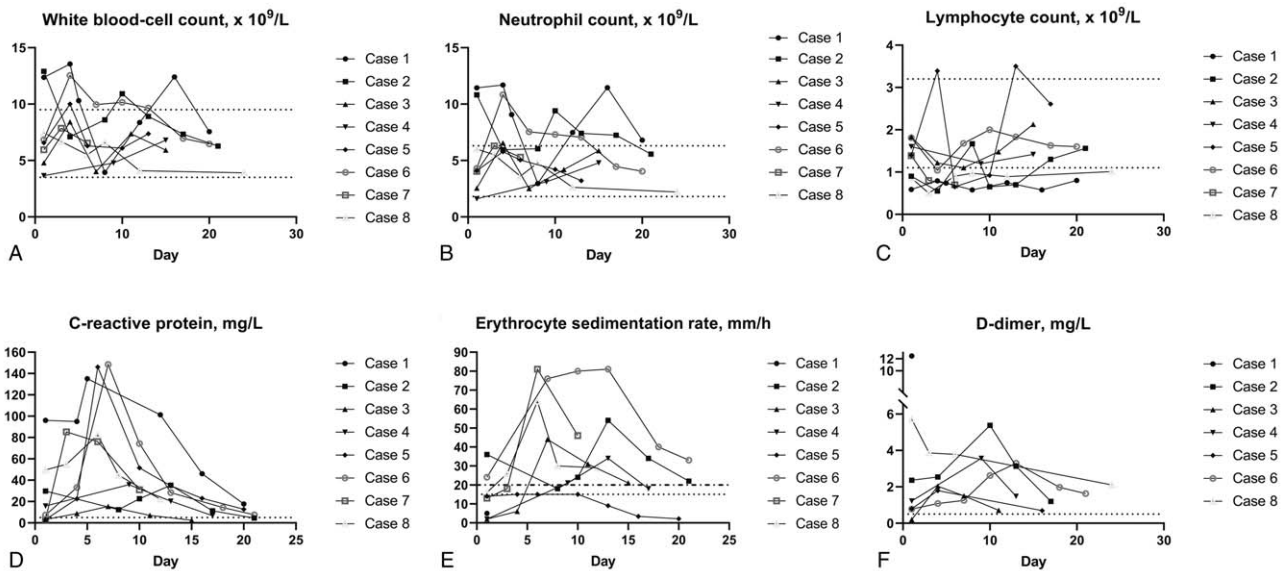 White blood-cell count, x 10⁹/L
15
10
5
0
0 10 20 30
Day
A
Case 1
Case 2
Case 3
Case 4
Case 5
Case 6
Case 7
Case 8
Neutrophil count, x 10⁹/L
15
10
5
0
0 10 20 30
Day
B
Case 1
Case 2
Case 3
Case 4
Case 5
Case 6
Case 7
Case 8
Lymphocyte count, x 10⁹/L
4
3
2
1
0
0 10 20 30
Day
C
Case 1
Case 2
Case 3
Case 4
Case 5
Case 6
Case 7
Case 8
C-reactive protein, mg/L
160
140
120
100
80
60
40
20
0
0 5 10 15 20 25
Day
D
Case 1
Case 2
Case 3
Case 4
Case 5
Case 6
Case 7
Case 8
Erythrocyte sedimentation rate, mm/h
90
80
70
60
50
40
30
20
10
0
0 5 10 15 20 25
Day
E
Case 1
Case 2
Case 3
Case 4
Case 5
Case 6
Case 7
Case 8
D-dimer, mg/L
12
10
6
4
2
0
0 10 20 30
Day
F
Case 1
Case 2
Case 3
Case 4
Case 5
Case 6
Case 8